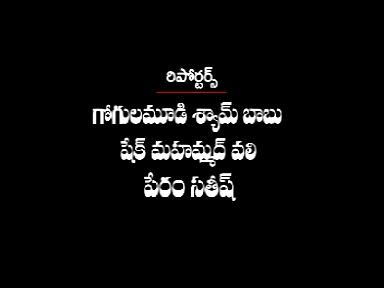 రిపోర్టర్స్
గోగులమూడి శ్యామ్ బాబు
షేక్ మహమ్మద్ వలి
పేరం సతీష్